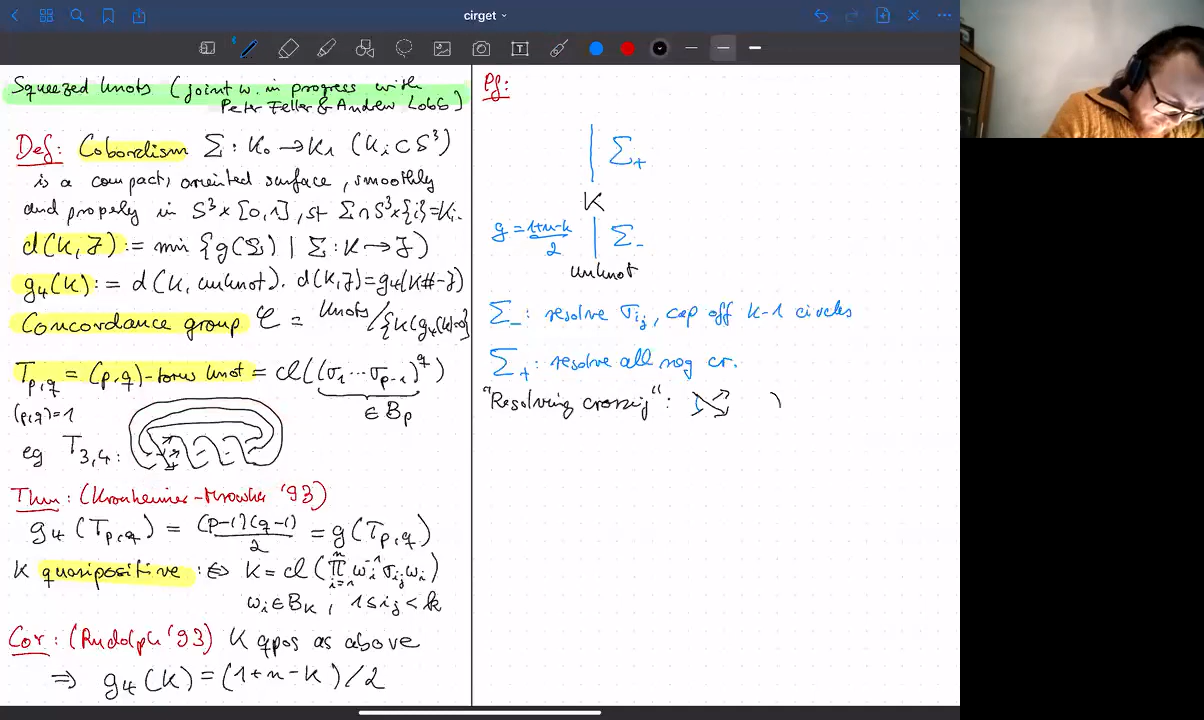 cirget
Squeezed knots (joint w. in progress with
Peter Feller & Andrew Lobb)
Def: Cobordism Σ: K₀ → K₁ (Kᵢ ⊂ S³)
is a compact, oriented surface, smoothly
and properly in S³ × [0,1], st Σ ∩ S³×{i} = Kᵢ.
d(K, J) := min {g(Σ) | Σ: K → J}
g₄(K) := d(K, unknot). d(K,J) = g₄(K#-J)
Concordance group 𝒞 = knots/{K|g₄(K)=0}
T_{p,q} = (p,q)-torus knot = cl((σ₁ ⋯ σ_{p-1})^q)
(p,q)=1
∈ B_p
eg T_{3,4}:
Thm: (Kronheimer-Mrowka '93)
g₄(T_{p,q}) = (p-1)(q-1)/2 = g(T_{p,q})
K quasipositive :⇔ K = cl(∏_{i=1}^n ωᵢ⁻¹ σ_{i_j} ωᵢ)
ωᵢ ∈ B_K, 1 ≤ i_j < k
Cor: (Rudolph '93) K qpos as above
⇒ g₄(K) = (1+n-k)/2
Pf:
Σ₊
K
g = (1+n-k)/2 Σ₋
unknot
Σ₋: resolve σ_{i_j}, cap off k-1 circles
Σ₊: resolve all neg cr.
"Resolving crossing":